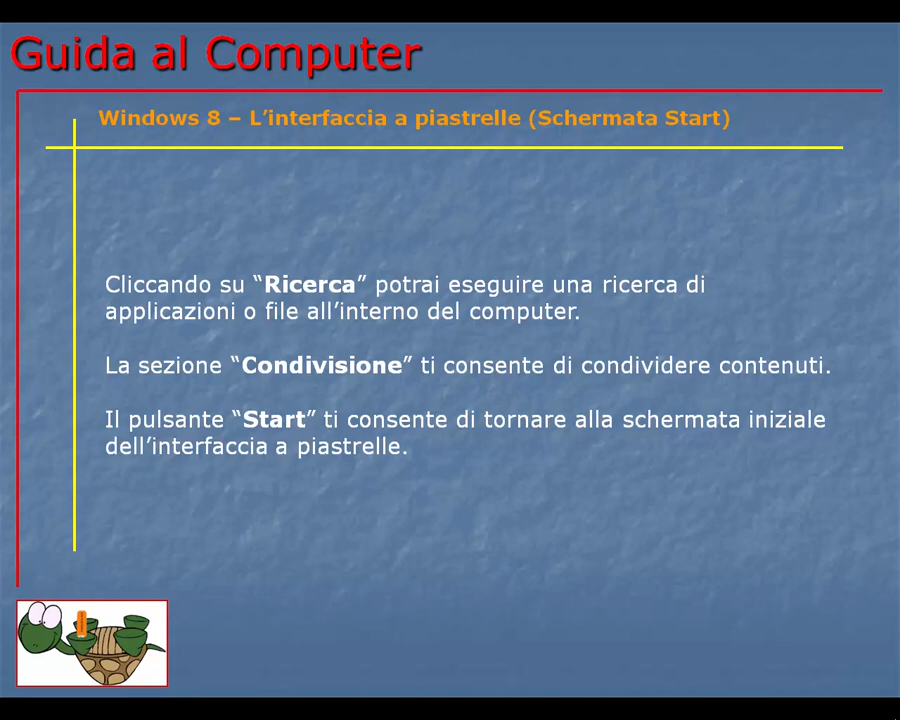 Guida al Computer
Windows 8 – L’interfaccia a piastrelle (Schermata Start)
Cliccando su “Ricerca” potrai eseguire una ricerca di
applicazioni o file all’interno del computer.
La sezione “Condivisione” ti consente di condividere contenuti.
Il pulsante “Start” ti consente di tornare alla schermata iniziale
dell’interfaccia a piastrelle.